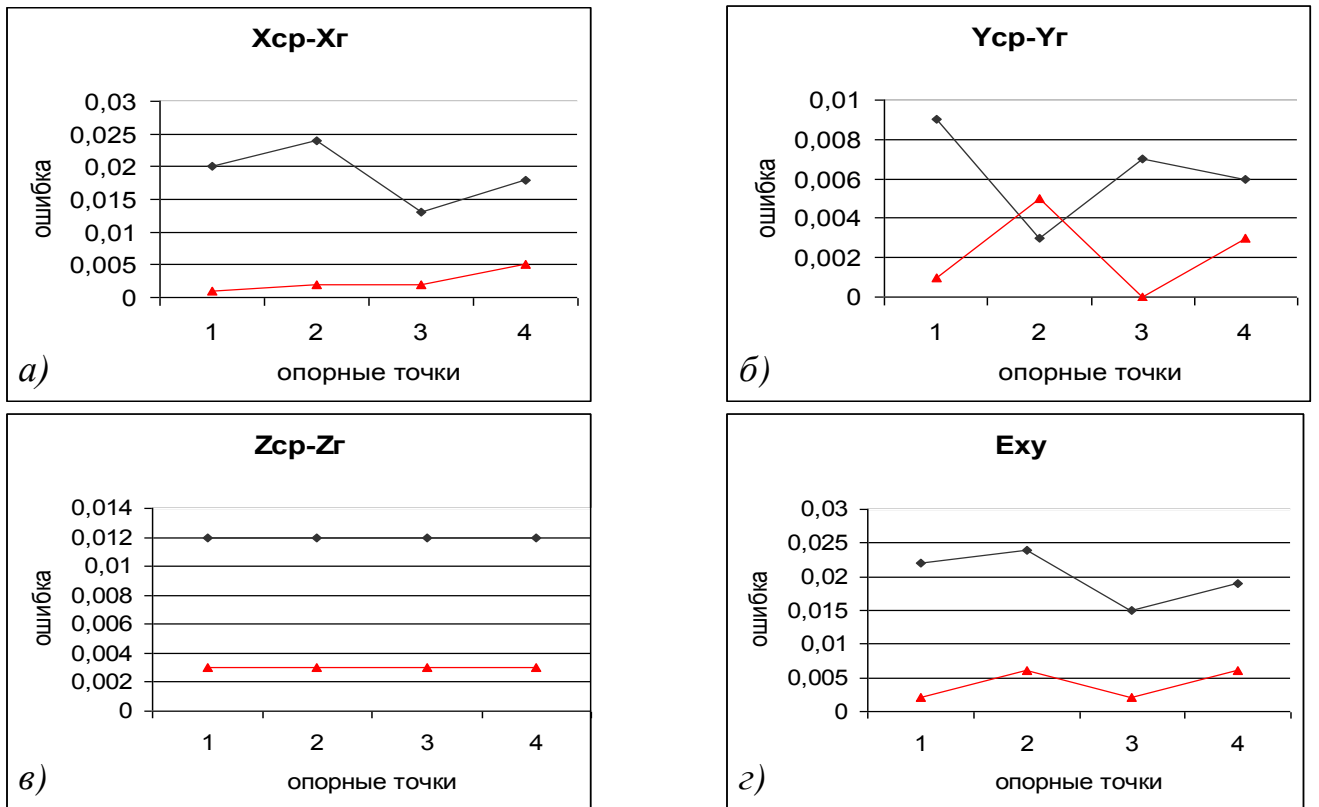 Xср-Xг
0,03
0,025
0,02
0,015
0,01
0,005
0
ошибка
1 2 3 4
опорные точки
а)
Yср-Yг
0,01
0,008
0,006
0,004
0,002
0
ошибка
1 2 3 4
опорные точки
б)
Zср-Zг
0,014
0,012
0,01
0,008
0,006
0,004
0,002
0
ошибка
1 2 3 4
опорные точки
в)
Exy
0,03
0,025
0,02
0,015
0,01
0,005
0
ошибка
1 2 3 4
опорные точки
г)